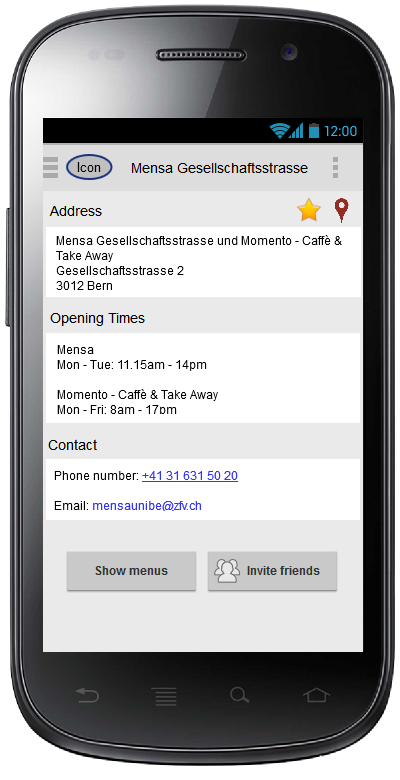 12:00
Icon
Mensa Gesellschaftsstrasse
Address
Mensa Gesellschaftsstrasse und Momento - Caffè &
Take Away
Gesellschaftsstrasse 2
3012 Bern
Opening Times
Mensa
Mon - Tue: 11.15am - 14pm
Momento - Caffè & Take Away
Mon - Fri: 8am - 17pm
Contact
Phone number: +41 31 631 50 20
Email: mensaunibe@zfv.ch
Show menus
Invite friends